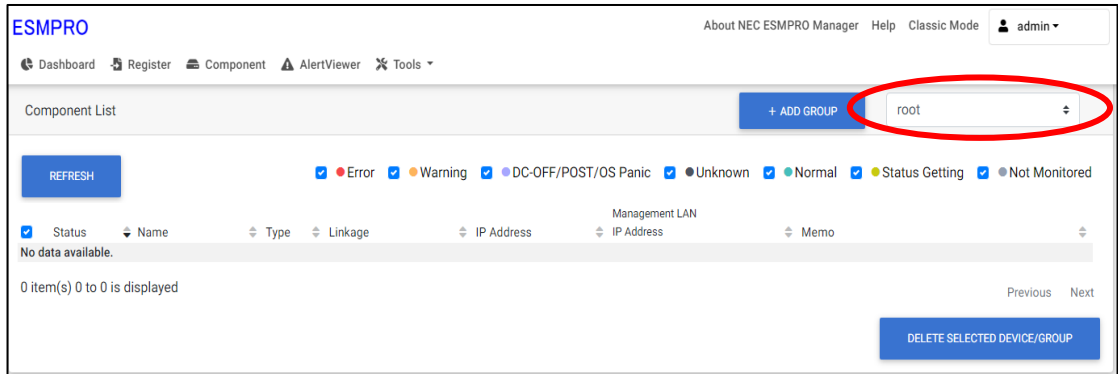 ESMPRO
About NEC ESMPRO Manager Help Classic Mode admin
Dashboard Register Component AlertViewer Tools
Component List
+ ADD GROUP
root
REFRESH
Error Warning DC-OFF/POST/OS Panic Unknown Normal Status Getting Not Monitored
Status Name Type Linkage IP Address Management LAN IP Address Memo
No data available.
0 item(s) 0 to 0 is displayed
Previous Next
DELETE SELECTED DEVICE/GROUP